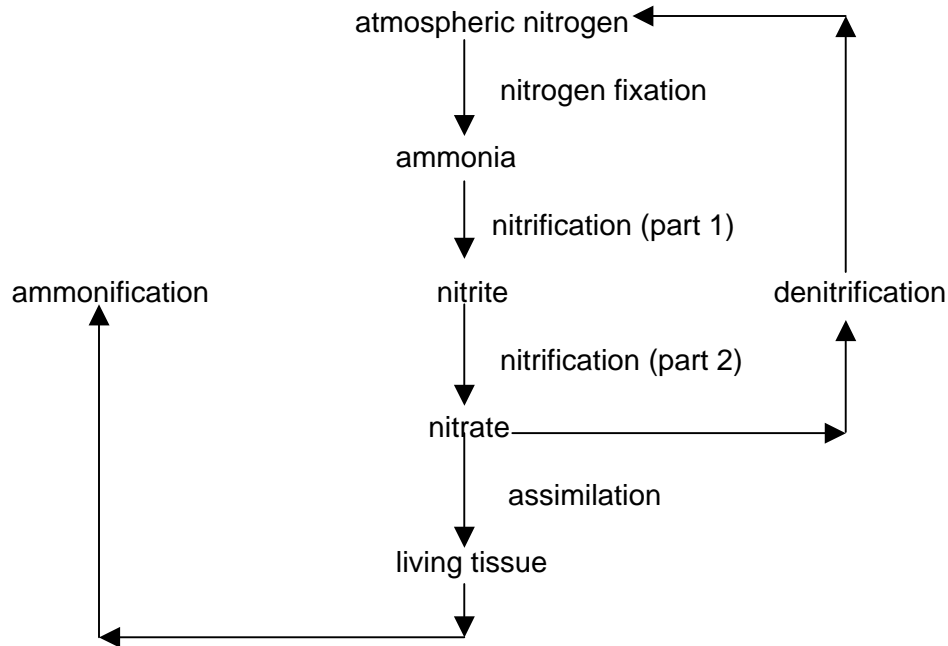 atmospheric nitrogen
nitrogen fixation
ammonia
nitrification (part 1)
ammonification
nitrite
denitrification
nitrification (part 2)
nitrate
assimilation
living tissue